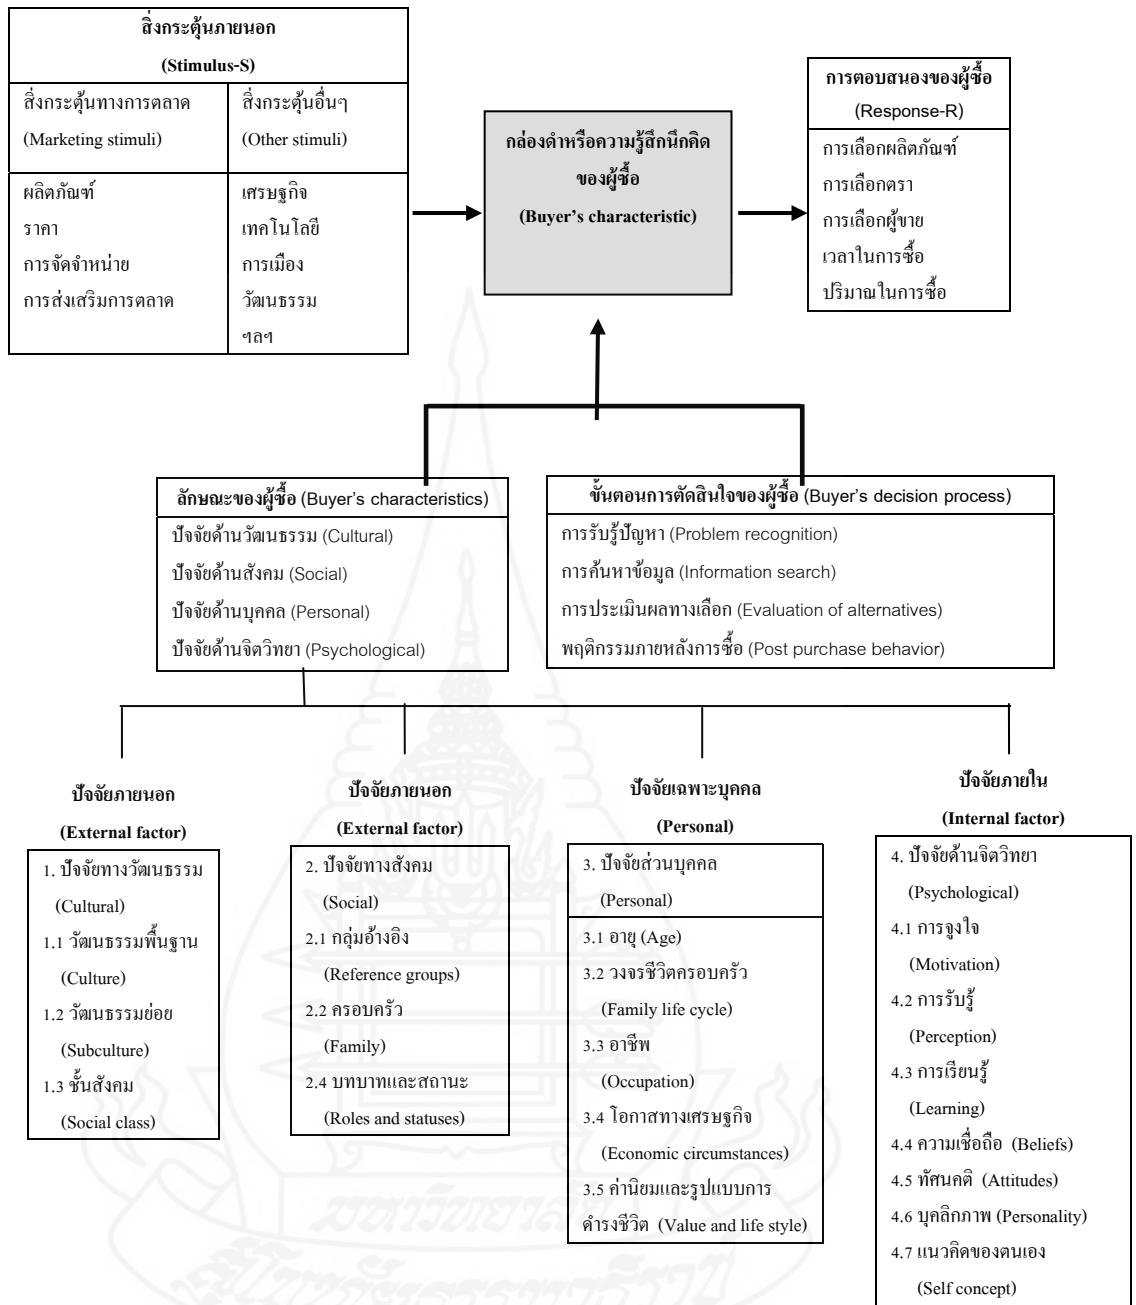 สิ่งกระตุ้นภายนอก
(Stimulus-S)
สิ่งกระตุ้นทางการตลาด
(Marketing stimuli)
สิ่งกระตุ้นอื่นๆ
(Other stimuli)
ผลิตภัณฑ์
ราคา
การจัดจำหน่าย
การส่งเสริมการตลาด
เศรษฐกิจ
เทคโนโลยี
การเมือง
วัฒนธรรม
ฯลฯ
กล่องดำหรือความรู้สึกนึกคิด
ของผู้ซื้อ
(Buyer's characteristic)
การตอบสนองของผู้ซื้อ
(Response-R)
การเลือกผลิตภัณฑ์
การเลือกตรา
การเลือกผู้ขาย
เวลาในการซื้อ
ปริมาณในการซื้อ
ลักษณะของผู้ซื้อ (Buyer's characteristics)
ปัจจัยด้านวัฒนธรรม (Cultural)
ปัจจัยด้านสังคม (Social)
ปัจจัยด้านบุคคล (Personal)
ปัจจัยด้านจิตวิทยา (Psychological)
ขั้นตอนการตัดสินใจของผู้ซื้อ (Buyer's decision process)
การรับรู้ปัญหา (Problem recognition)
การค้นหาข้อมูล (Information search)
การประเมินผลทางเลือก (Evaluation of alternatives)
พฤติกรรมภายหลังการซื้อ (Post purchase behavior)
ปัจจัยภายนอก
(External factor)
1. ปัจจัยทางวัฒนธรรม
(Cultural)
1.1 วัฒนธรรมพื้นฐาน
(Culture)
1.2 วัฒนธรรมย่อย
(Subculture)
1.3 ชั้นสังคม
(Social class)
ปัจจัยภายนอก
(External factor)
2. ปัจจัยทางสังคม
(Social)
2.1 กลุ่มอ้างอิง
(Reference groups)
2.2 ครอบครัว
(Family)
2.4 บทบาทและสถานะ
(Roles and statuses)
ปัจจัยเฉพาะบุคคล
(Personal)
3. ปัจจัยส่วนบุคคล
(Personal)
3.1 อายุ (Age)
3.2 วงจรชีวิตครอบครัว
(Family life cycle)
3.3 อาชีพ
(Occupation)
3.4 โอกาสทางเศรษฐกิจ
(Economic circumstances)
3.5 ค่านิยมและรูปแบบการ
ดำรงชีวิต (Value and life style)
ปัจจัยภายใน
(Internal factor)
4. ปัจจัยด้านจิตวิทยา
(Psychological)
4.1 การจูงใจ
(Motivation)
4.2 การรับรู้
(Perception)
4.3 การเรียนรู้
(Learning)
4.4 ความเชื่อถือ (Beliefs)
4.5 ทัศนคติ (Attitudes)
4.6 บุคลิกภาพ (Personality)
4.7 แนวคิดของตนเอง
(Self concept)